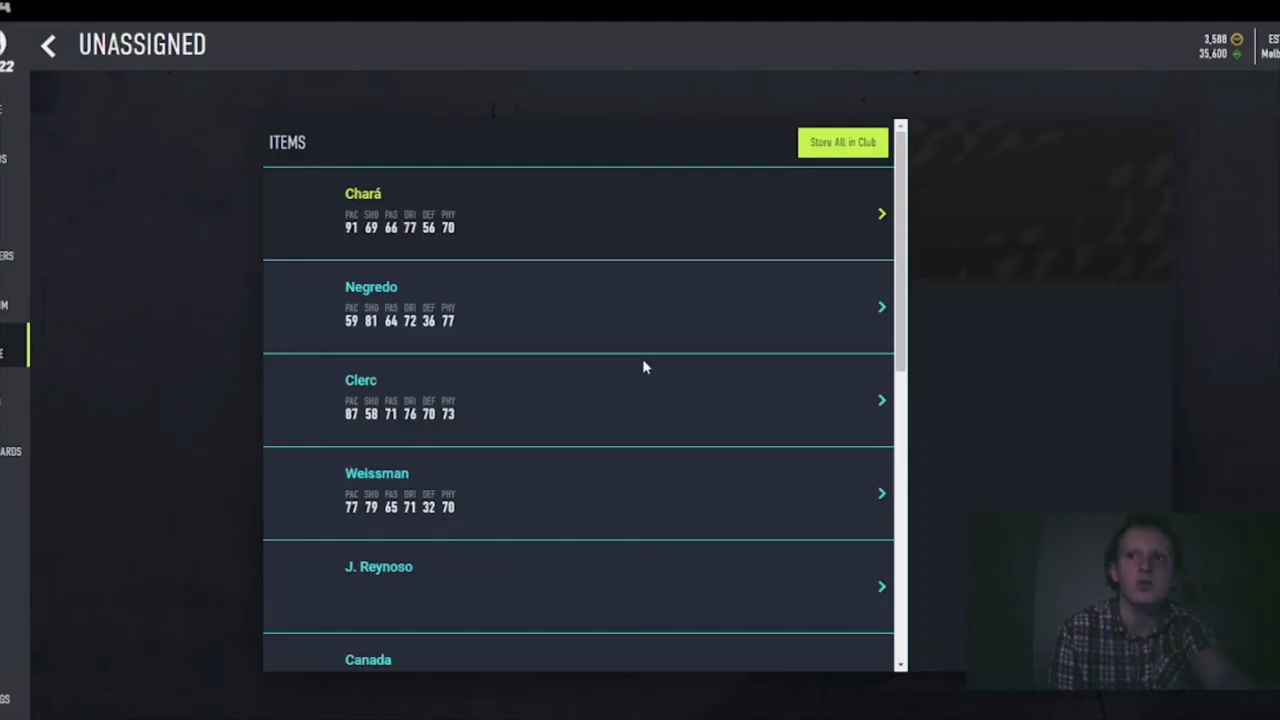 UNASSIGNED
3,588
35,600
22
ITEMS
Store All in Club
Chará
PAC SHO PAS DRI DEF PHY
91 69 66 77 56 70
Negredo
PAC SHO PAS DRI DEF PHY
59 81 64 72 36 77
Clerc
PAC SHO PAS DRI DEF PHY
87 58 71 76 70 73
Weissman
PAC SHO PAS DRI DEF PHY
77 79 65 71 32 70
J. Reynoso
Canada